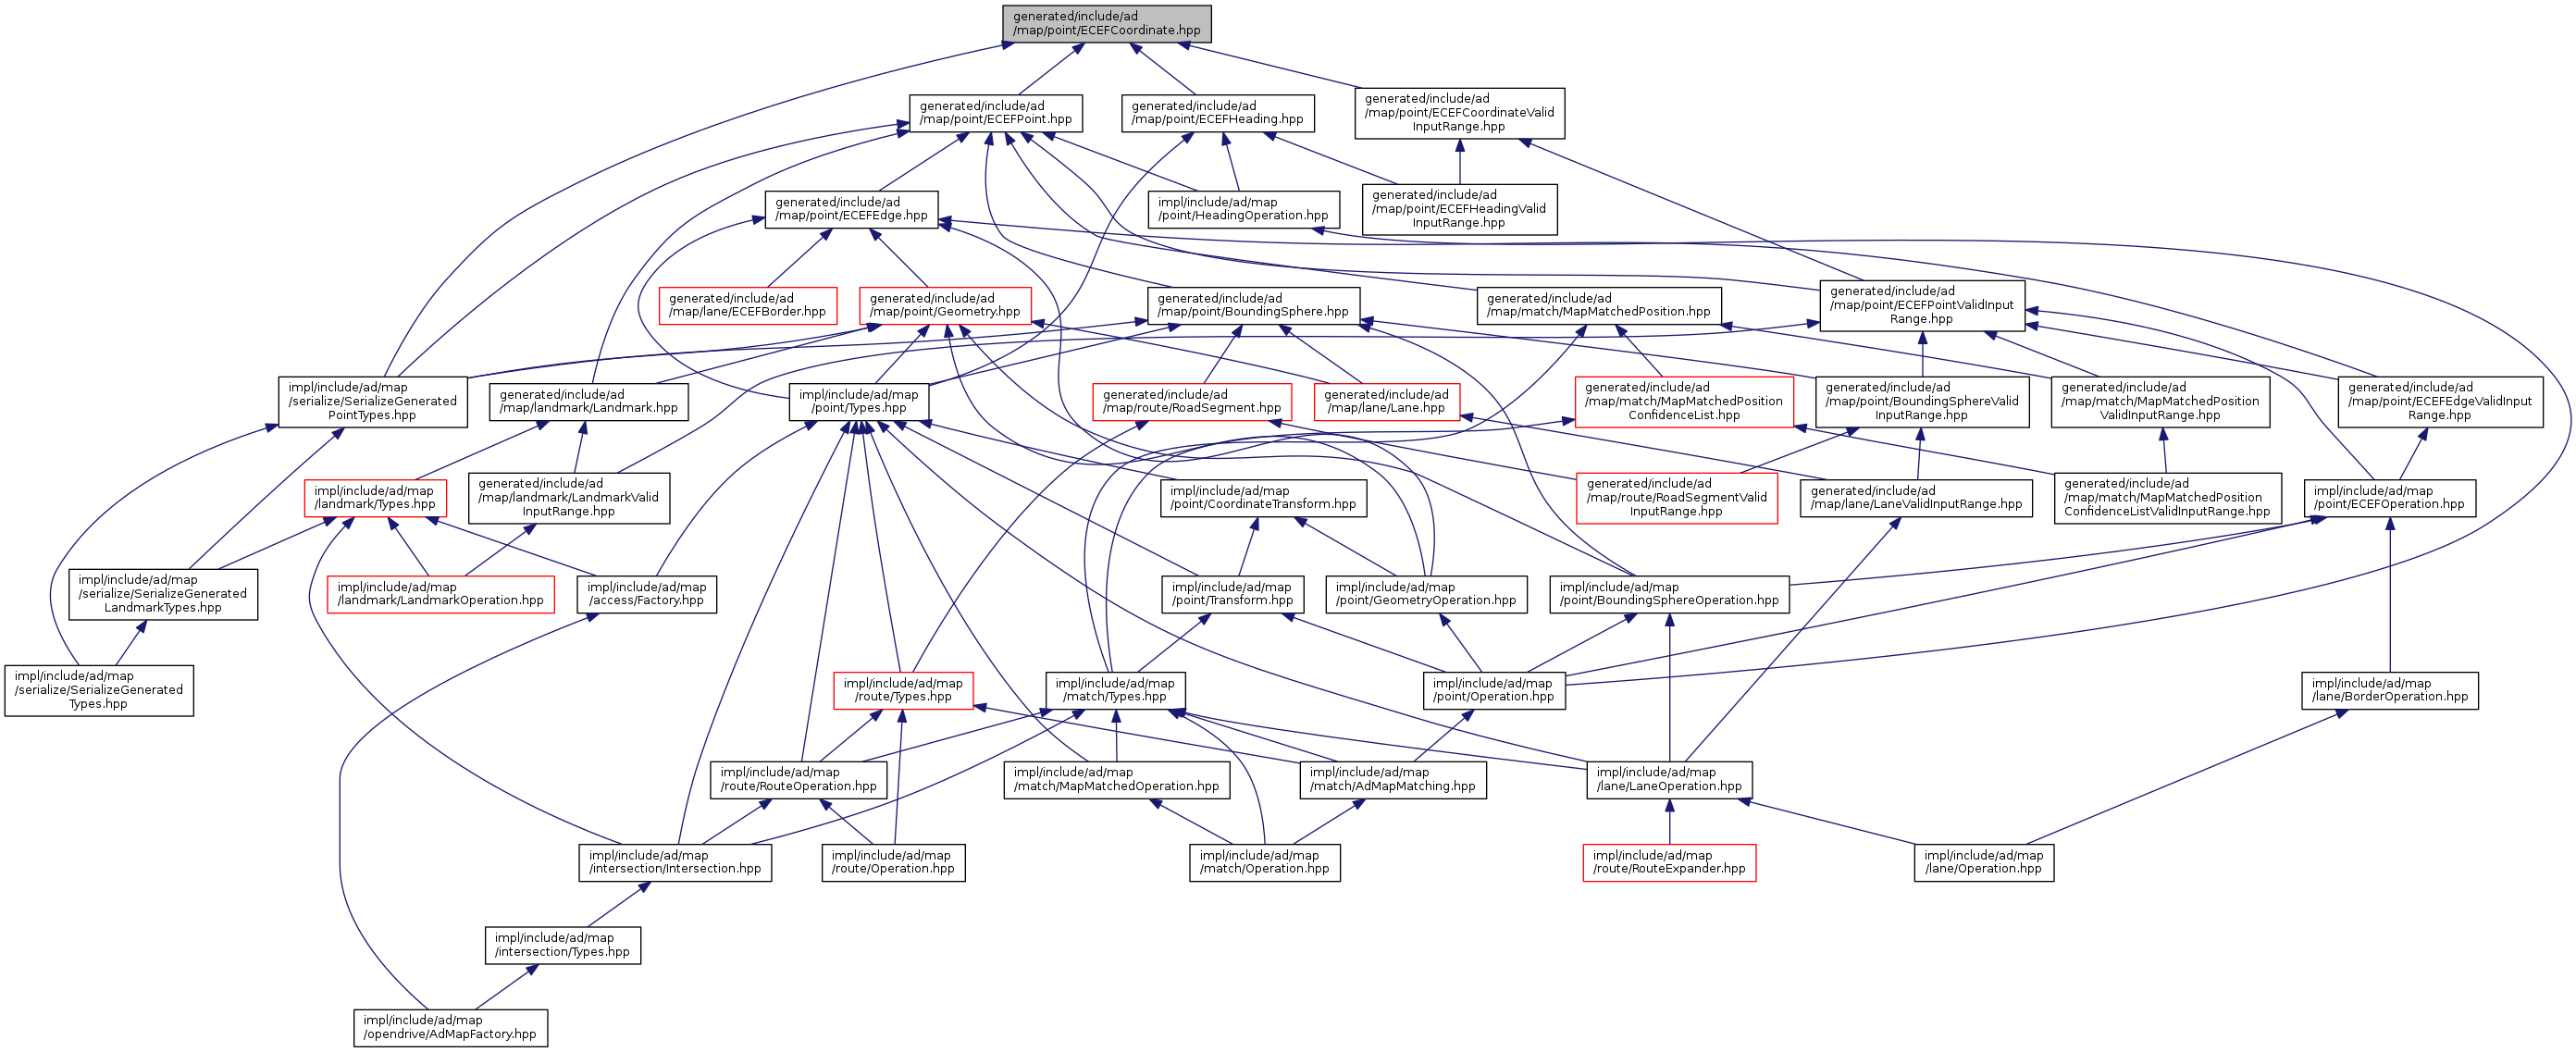 generated/include/ad
/map/point/ECEFCoordinate.hpp
generated/include/ad
/map/point/ECEFPoint.hpp
generated/include/ad
/map/point/ECEFHeading.hpp
generated/include/ad
/map/point/ECEFCoordinateValid
InputRange.hpp
generated/include/ad
/map/point/ECEFEdge.hpp
impl/include/ad/map
/point/HeadingOperation.hpp
generated/include/ad
/map/point/ECEFHeadingValid
InputRange.hpp
generated/include/ad
/map/lane/ECEFBorder.hpp
generated/include/ad
/map/point/Geometry.hpp
generated/include/ad
/map/point/BoundingSphere.hpp
generated/include/ad
/map/match/MapMatchedPosition.hpp
generated/include/ad
/map/point/ECEFPointValidInput
Range.hpp
impl/include/ad/map
/serialize/SerializeGenerated
PointTypes.hpp
generated/include/ad
/map/landmark/Landmark.hpp
impl/include/ad/map
/point/Types.hpp
generated/include/ad
/map/route/RoadSegment.hpp
generated/include/ad
/map/lane/Lane.hpp
generated/include/ad
/map/match/MapMatchedPosition
ConfidenceList.hpp
generated/include/ad
/map/point/BoundingSphereValid
InputRange.hpp
generated/include/ad
/map/match/MapMatchedPosition
ValidInputRange.hpp
generated/include/ad
/map/point/ECEFEdgeValidInput
Range.hpp
impl/include/ad/map
/landmark/Types.hpp
generated/include/ad
/map/landmark/LandmarkValid
InputRange.hpp
impl/include/ad/map
/point/CoordinateTransform.hpp
generated/include/ad
/map/route/RoadSegmentValid
InputRange.hpp
generated/include/ad
/map/lane/LaneValidInputRange.hpp
generated/include/ad
/map/match/MapMatchedPosition
ConfidenceListValidInputRange.hpp
impl/include/ad/map
/point/ECEFOperation.hpp
impl/include/ad/map
/serialize/SerializeGenerated
LandmarkTypes.hpp
impl/include/ad/map
/landmark/LandmarkOperation.hpp
impl/include/ad/map
/access/Factory.hpp
impl/include/ad/map
/point/Transform.hpp
impl/include/ad/map
/point/GeometryOperation.hpp
impl/include/ad/map
/point/BoundingSphereOperation.hpp
impl/include/ad/map
/serialize/SerializeGenerated
Types.hpp
impl/include/ad/map
/route/Types.hpp
impl/include/ad/map
/match/Types.hpp
impl/include/ad/map
/point/Operation.hpp
impl/include/ad/map
/lane/BorderOperation.hpp
impl/include/ad/map
/route/RouteOperation.hpp
impl/include/ad/map
/match/MapMatchedOperation.hpp
impl/include/ad/map
/match/AdMapMatching.hpp
impl/include/ad/map
/lane/LaneOperation.hpp
impl/include/ad/map
/intersection/Intersection.hpp
impl/include/ad/map
/route/Operation.hpp
impl/include/ad/map
/match/Operation.hpp
impl/include/ad/map
/route/RouteExpander.hpp
impl/include/ad/map
/lane/Operation.hpp
impl/include/ad/map
/intersection/Types.hpp
impl/include/ad/map
/opendrive/AdMapFactory.hpp